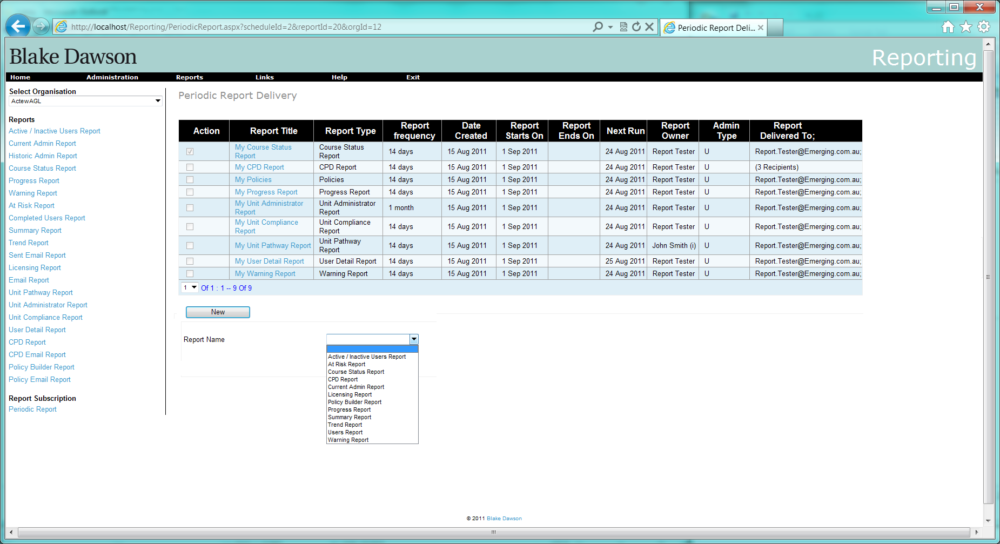 http://localhost/Reporting/PeriodicReport.aspx?scheduleId=2&reportId=20&orgId=12
Periodic Report Deli...
Blake Dawson
Reporting
Home Administration Reports Links Help Exit
Select Organisation
ActewAGL
Reports
Active / Inactive Users Report
Current Admin Report
Historic Admin Report
Course Status Report
Progress Report
Warning Report
At Risk Report
Completed Users Report
Summary Report
Trend Report
Sent Email Report
Licensing Report
Email Report
Unit Pathway Report
Unit Administrator Report
Unit Compliance Report
User Detail Report
CPD Report
CPD Email Report
Policy Builder Report
Policy Email Report
Report Subscription
Periodic Report
Periodic Report Delivery
Action Report Title Report Type Report frequency Date Created Report Starts On Report Ends On Next Run Report Owner Admin Type Report Delivered To;
My Course Status Report Course Status Report 14 days 15 Aug 2011 1 Sep 2011 24 Aug 2011 Report Tester U Report.Tester@Emerging.com.au;
My CPD Report CPD Report 14 days 15 Aug 2011 1 Sep 2011 24 Aug 2011 Report Tester U (3 Recipients)
My Policies Policies 14 days 15 Aug 2011 1 Sep 2011 24 Aug 2011 Report Tester U Report.Tester@Emerging.com.au;
My Progress Report Progress Report 14 days 15 Aug 2011 1 Sep 2011 24 Aug 2011 Report Tester U Report.Tester@Emerging.com.au;
My Unit Administrator Report Unit Administrator Report 1 month 15 Aug 2011 1 Sep 2011 24 Aug 2011 Report Tester U Report.Tester@Emerging.com.au;
My Unit Compliance Report Unit Compliance Report 14 days 15 Aug 2011 1 Sep 2011 24 Aug 2011 Report Tester U Report.Tester@Emerging.com.au;
My Unit Pathway Report Unit Pathway Report 14 days 15 Aug 2011 1 Sep 2011 24 Aug 2011 John Smith (i) U Report.Tester@Emerging.com.au;
My User Detail Report User Detail Report 14 days 15 Aug 2011 1 Sep 2011 25 Aug 2011 Report Tester U Report.Tester@Emerging.com.au;
My Warning Report Warning Report 14 days 15 Aug 2011 1 Sep 2011 24 Aug 2011 Report Tester U Report.Tester@Emerging.com.au;
1 Of 1 : 1 -- 9 Of 9
New
Report Name
Active / Inactive Users Report
At Risk Report
Course Status Report
CPD Report
Current Admin Report
Licensing Report
Policy Builder Report
Progress Report
Summary Report
Trend Report
Users Report
Warning Report
© 2011 Blake Dawson